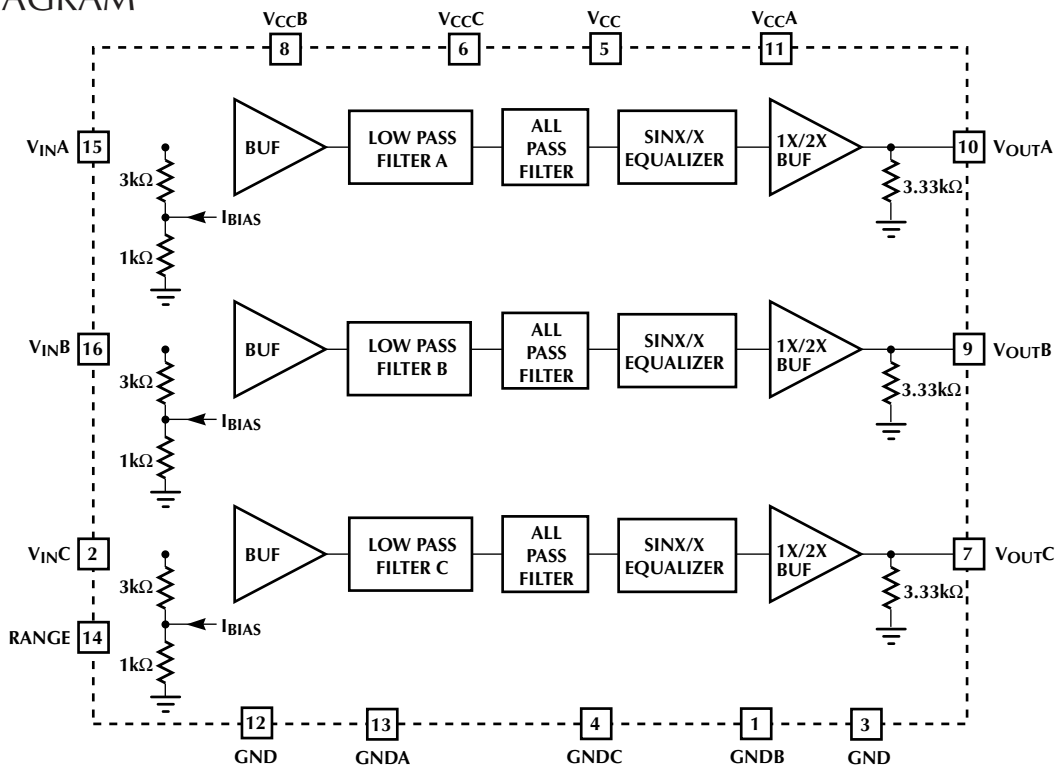 AGRAM
VCCB
VCCC
VCC
VCCA
8
6
5
11
VINA
15
3kΩ
IBIAS
1kΩ
BUF
LOW PASS
FILTER A
ALL
PASS
FILTER
SINX/X
EQUALIZER
1X/2X
BUF
3.33kΩ
10
VOUTA
VINB
16
3kΩ
IBIAS
1kΩ
BUF
LOW PASS
FILTER B
ALL
PASS
FILTER
SINX/X
EQUALIZER
1X/2X
BUF
3.33kΩ
9
VOUTB
VINC
2
3kΩ
IBIAS
1kΩ
BUF
LOW PASS
FILTER C
ALL
PASS
FILTER
SINX/X
EQUALIZER
1X/2X
BUF
3.33kΩ
7
VOUTC
RANGE
14
12
13
4
1
3
GND
GNDA
GNDC
GNDB
GND